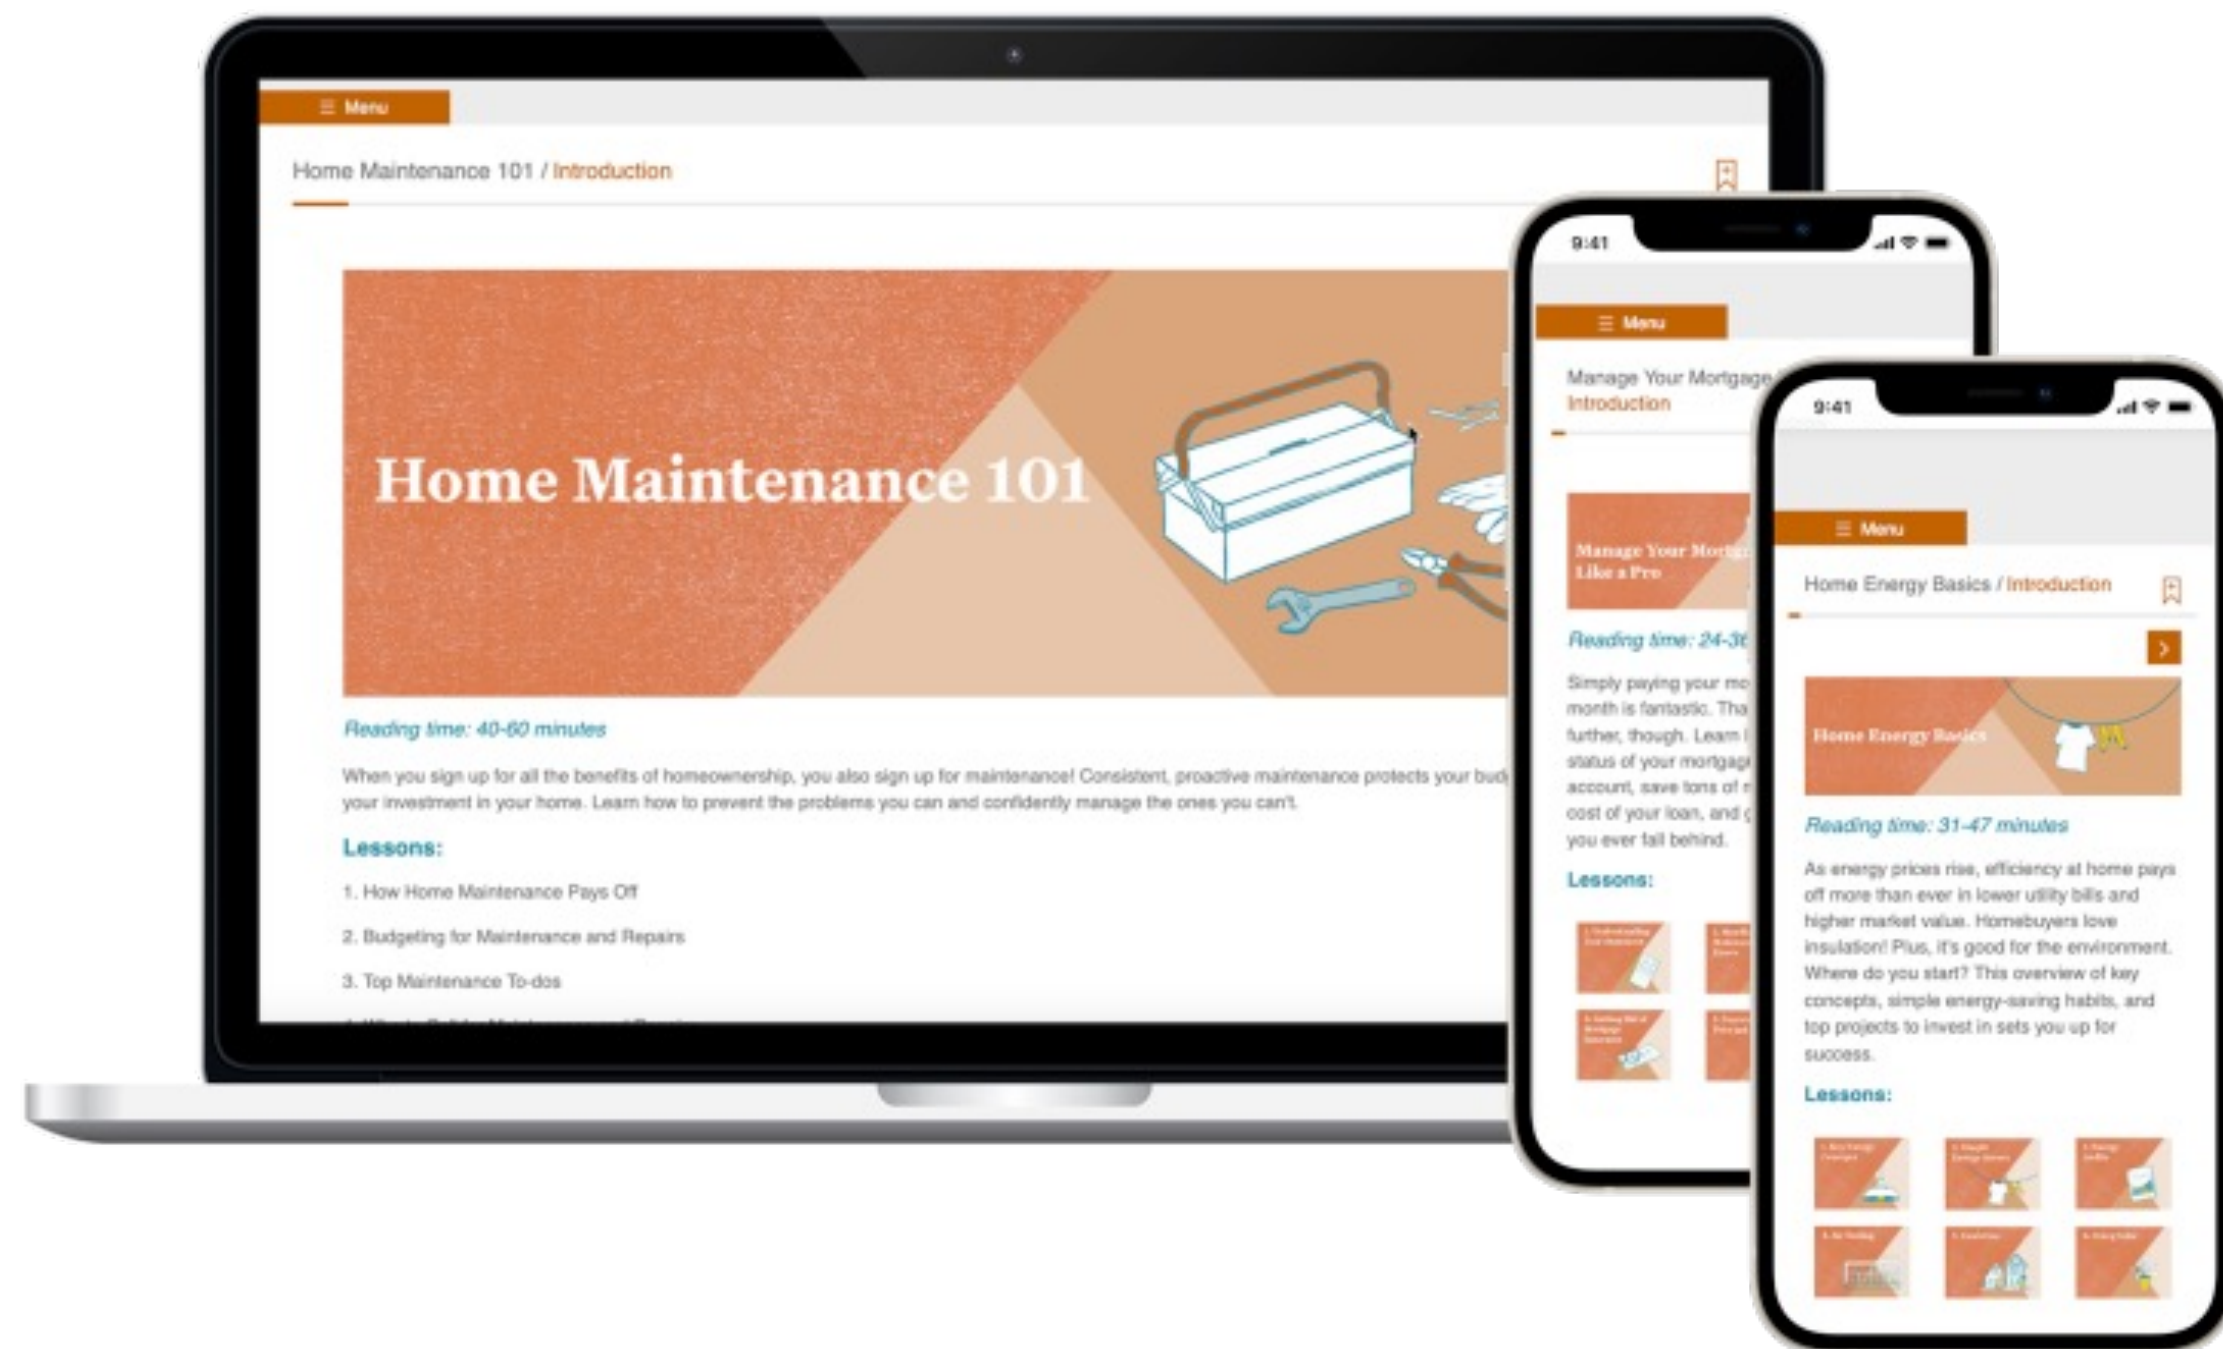 Menu
Home Maintenance 101 / Introduction
Home Maintenance 101
Reading time: 40-60 minutes
When you sign up for all the benefits of homeownership, you also sign up for maintenance! Consistent, proactive maintenance protects your bud
your investment in your home. Learn how to prevent the problems you can and confidently manage the ones you can't.
Lessons:
1. How Home Maintenance Pays Off
2. Budgeting for Maintenance and Repairs
3. Top Maintenance To-dos
9:41
Menu
Manage Your Mortgage
Introduction
Manage Your Mortg
Like a Pro
Reading time: 24-36
Simply paying your mo
month is fantastic. Tha
further, though. Learn
status of your mortgag
account, save tons of
cost of your loan, and
you ever fall behind.
Lessons:
9:41
Menu
Home Energy Basics / Introduction
Home Energy Basics
Reading time: 31-47 minutes
As energy prices rise, efficiency at home pays
off more than ever in lower utility bills and
higher market value. Homebuyers love
insulation! Plus, it's good for the environment.
Where do you start? This overview of key
concepts, simple energy-saving habits, and
top projects to invest in sets you up for
success.
Lessons: